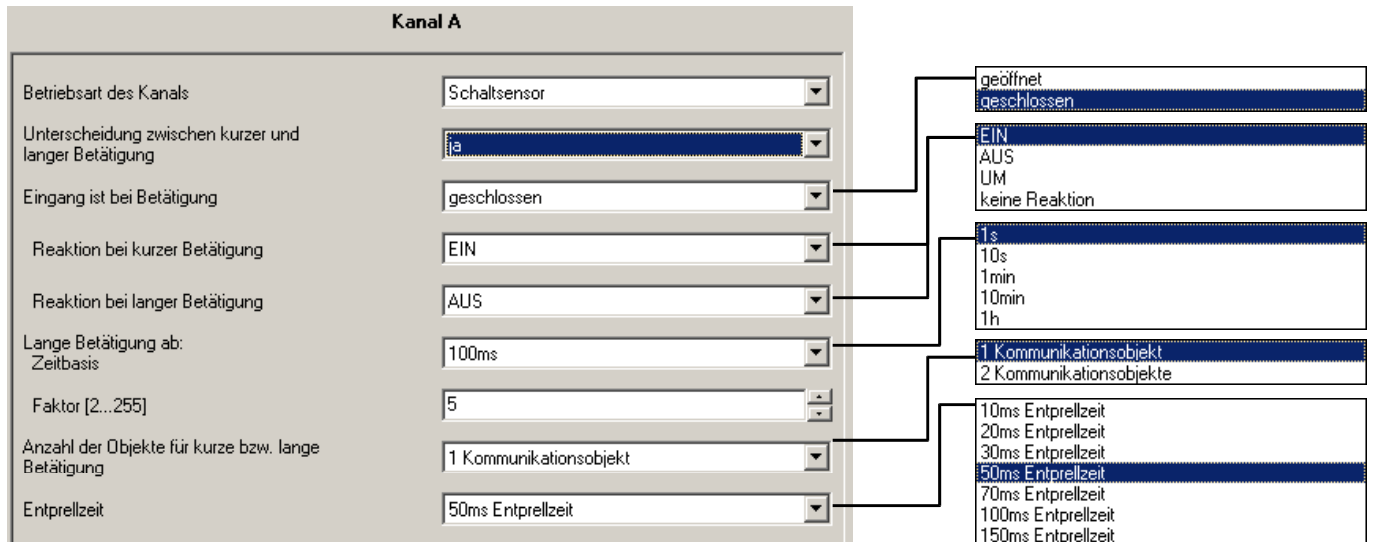 Kanal A
Betriebsart des Kanals
Schaltsensor
Unterscheidung zwischen kurzer und
langer Betätigung
ja
Eingang ist bei Betätigung
geschlossen
Reaktion bei kurzer Betätigung
EIN
Reaktion bei langer Betätigung
AUS
Lange Betätigung ab:
Zeitbasis
100ms
Faktor [2...255]
5
Anzahl der Objekte für kurze bzw. lange
Betätigung
1 Kommunikationsobjekt
Entprellzeit
50ms Entprellzeit
geöffnet
geschlossen
EIN
AUS
UM
keine Reaktion
1s
10s
1min
10min
1h
1 Kommunikationsobjekt
2 Kommunikationsobjekte
10ms Entprellzeit
20ms Entprellzeit
30ms Entprellzeit
50ms Entprellzeit
70ms Entprellzeit
100ms Entprellzeit
150ms Entprellzeit